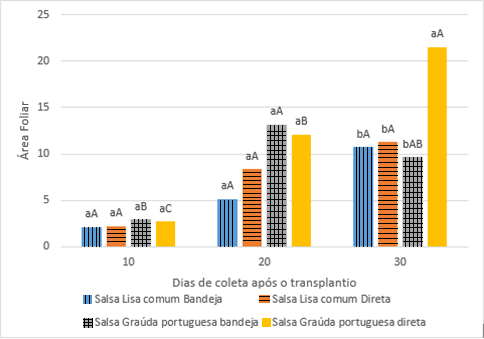 25
20
15
10
5
0
Área Foliar
aA aA aB aC
aA aA aA aB
bA bA bAB aA
10 20 30
Dias de coleta após o transplantio
Salsa Lisa comum Bandeja Salsa Lisa comum Direta
Salsa Graúda portuguesa bandeja Salsa Graúda portuguesa direta